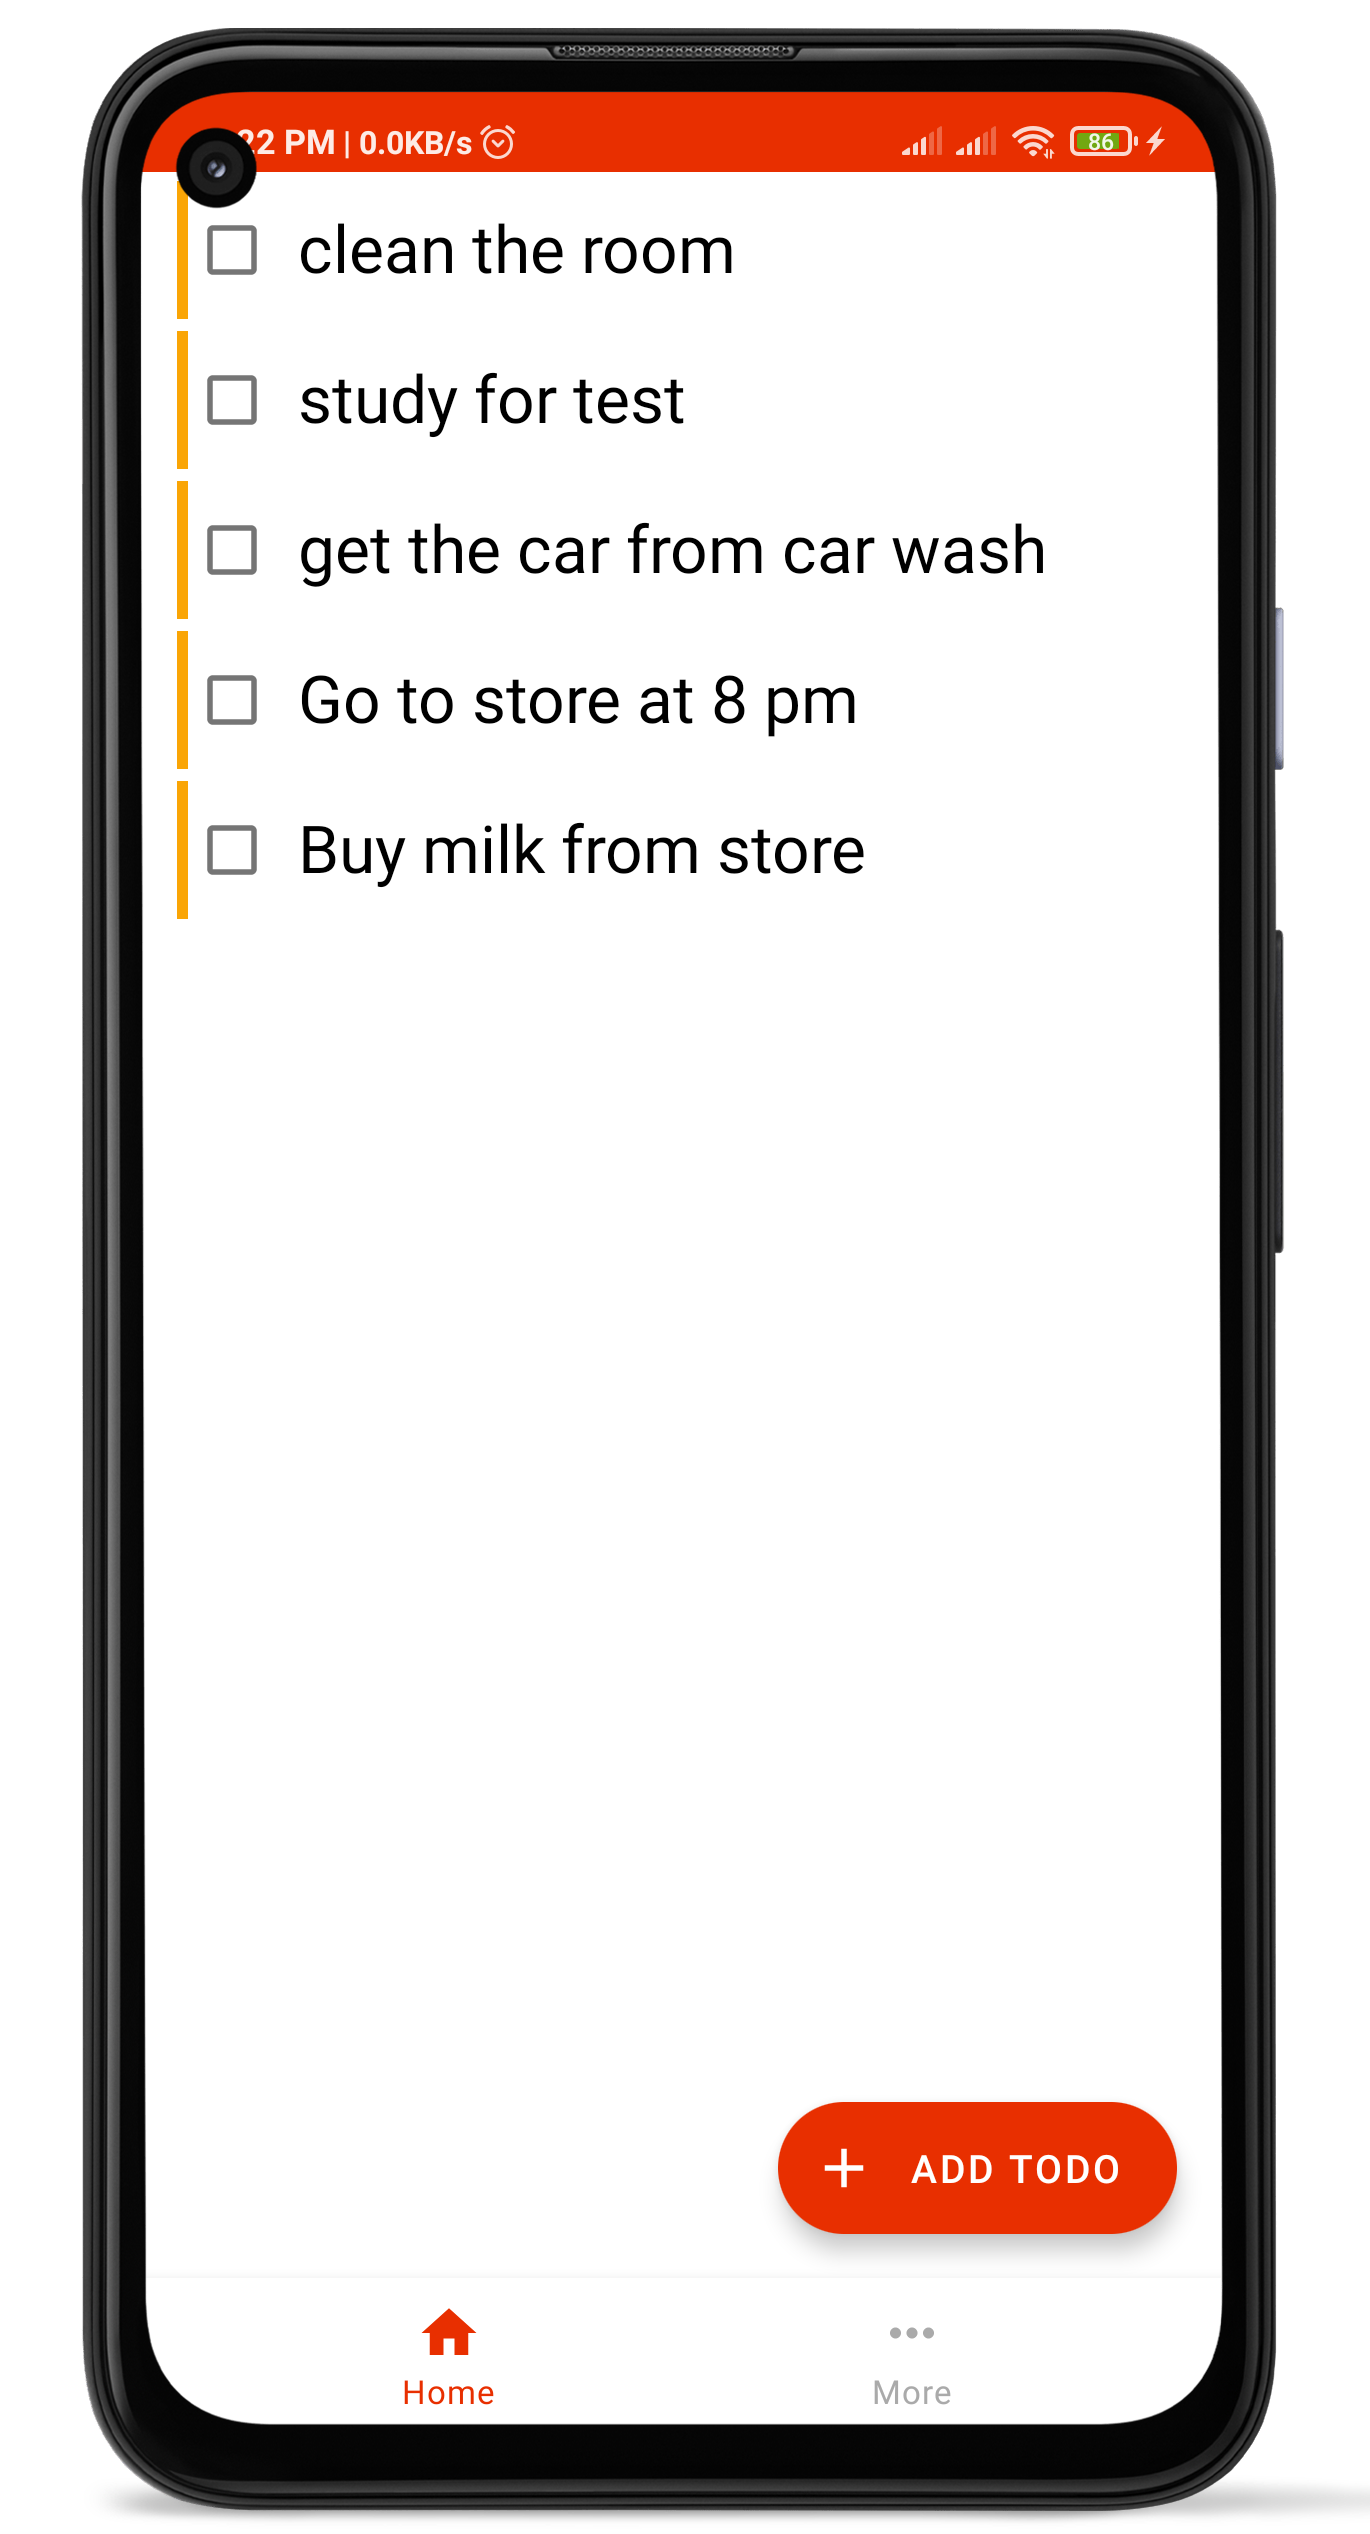 22 PM | 0.0KB/s
86
clean the room
study for test
get the car from car wash
Go to store at 8 pm
Buy milk from store
+ ADD TODO
Home
More